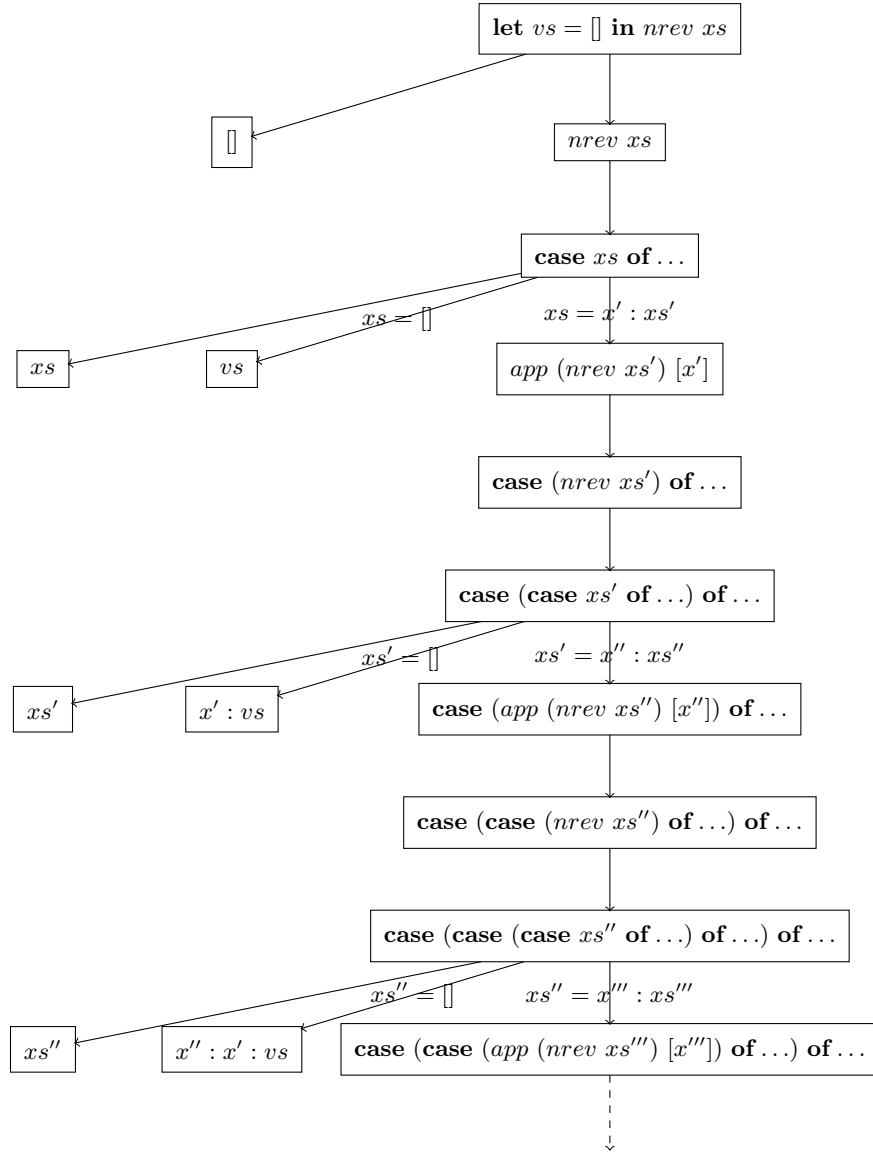 let vs = [] in nrev xs
[]
nrev xs
case xs of …
xs = []
xs = x′ : xs′
xs
vs
app (nrev xs′) [x′]
case (nrev xs′) of …
case (case xs′ of …) of …
xs′ = []
xs′ = x″ : xs″
xs′
x′ : vs
case (app (nrev xs″) [x″]) of …
case (case (nrev xs″) of …) of …
case (case (case xs″ of …) of …) of …
xs″ = []
xs″ = x‴ : xs‴
xs″
x″ : x′ : vs
case (case (app (nrev xs‴) [x‴]) of …) of …